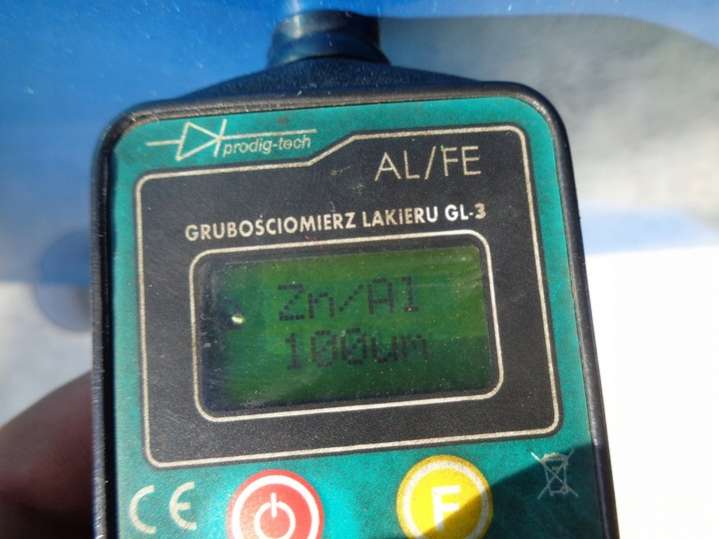 prodig-tech
AL/FE
GRUBOŚCIOMIERZ LAKIERU GL-3
Zn/Al
100um
CE
F